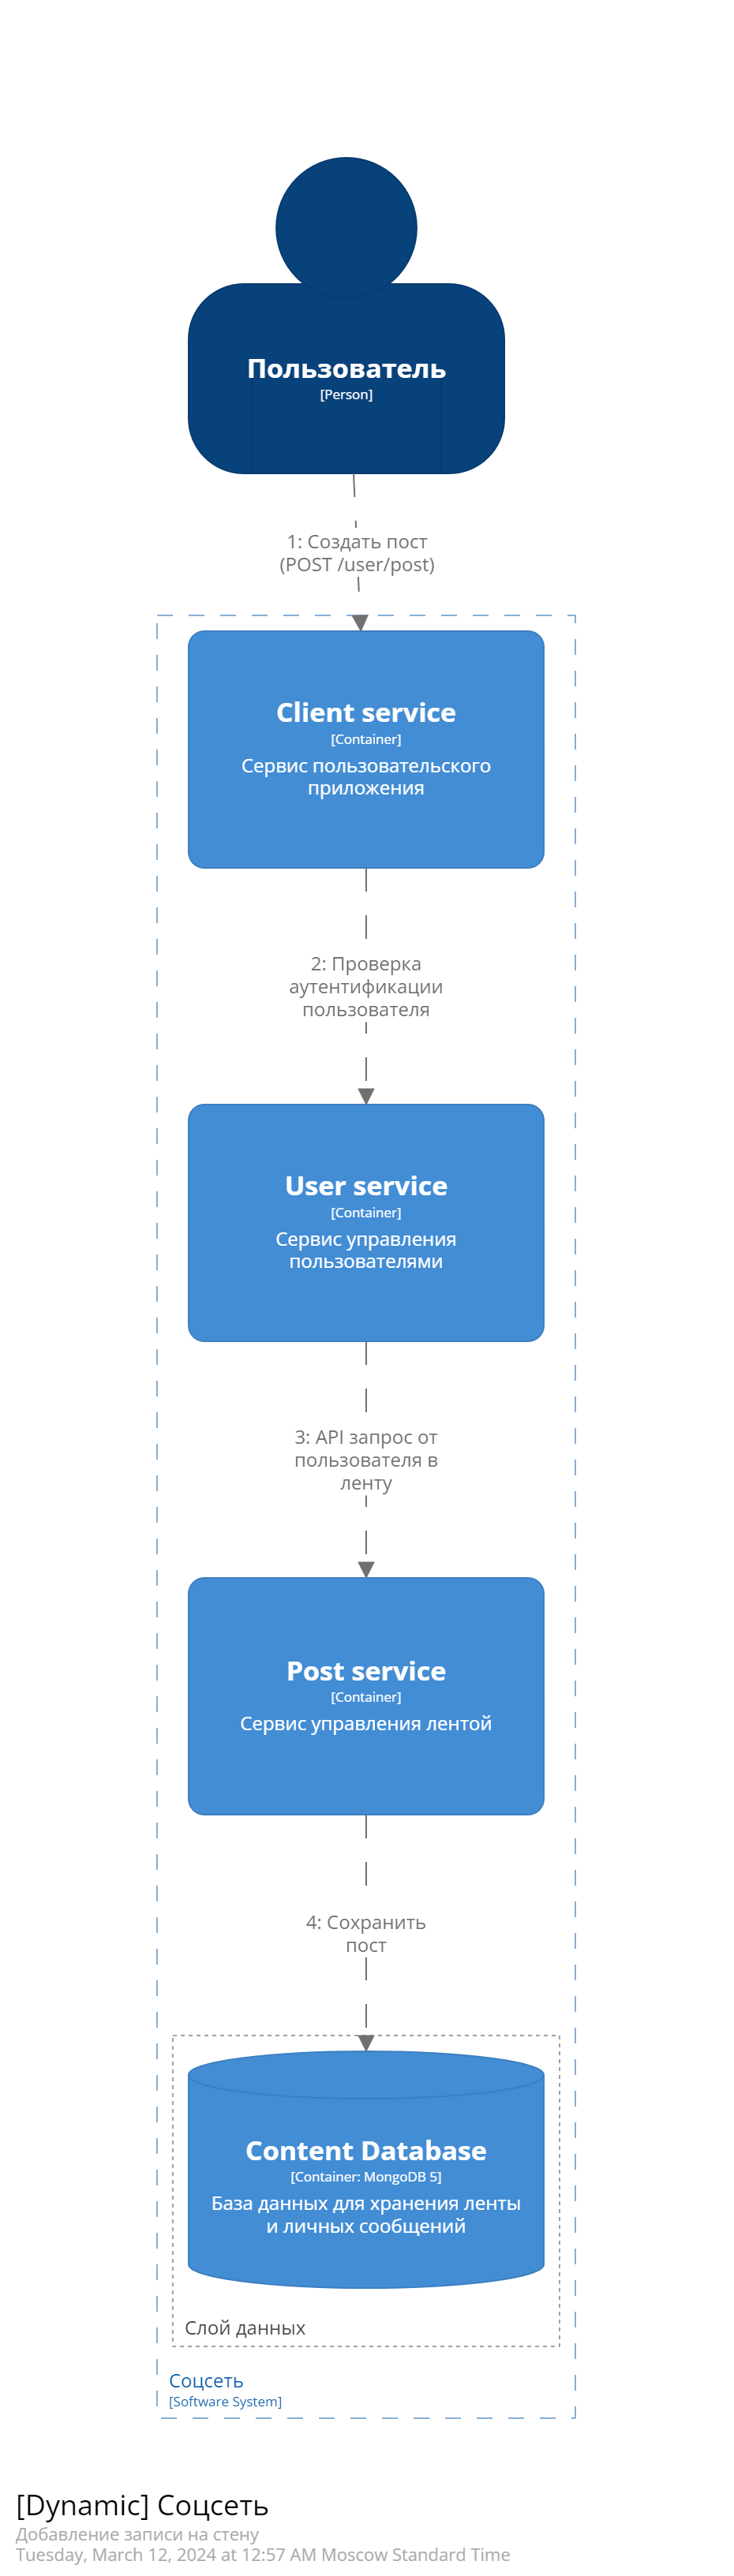 Пользователь
[Person]
1: Создать пост
(POST /user/post)
Client service
[Container]
Сервис пользовательского
приложения
2: Проверка
аутентификации
пользователя
User service
[Container]
Сервис управления
пользователями
3: API запрос от
пользователя в
ленту
Post service
[Container]
Сервис управления лентой
4: Сохранить
пост
Content Database
[Container: MongoDB 5]
База данных для хранения ленты
и личных сообщений
Слой данных
Соцсеть
[Software System]
[Dynamic] Соцсеть
Добавление записи на стену
Tuesday, March 12, 2024 at 12:57 AM Moscow Standard Time